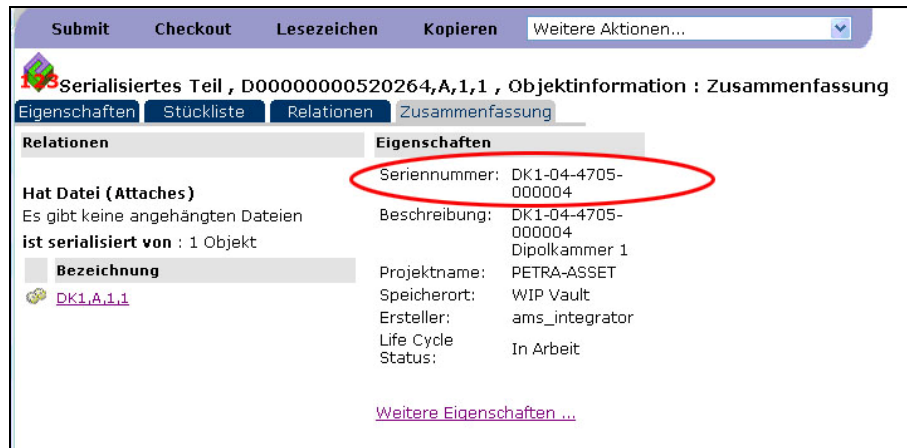 Submit Checkout Lesezeichen Kopieren Weitere Aktionen...
123 Serialisiertes Teil , D00000000520264,A,1,1 , Objektinformation : Zusammenfassung
Eigenschaften Stückliste Relationen Zusammenfassung
Relationen
Hat Datei (Attaches)
Es gibt keine angehängten Dateien
ist serialisiert von : 1 Objekt
Bezeichnung
DK1,A,1,1
Eigenschaften
Seriennummer: DK1-04-4705-
000004
Beschreibung: DK1-04-4705-
000004
Dipolkammer 1
Projektname: PETRA-ASSET
Speicherort: WIP Vault
Ersteller: ams_integrator
Life Cycle
Status: In Arbeit
Weitere Eigenschaften ...